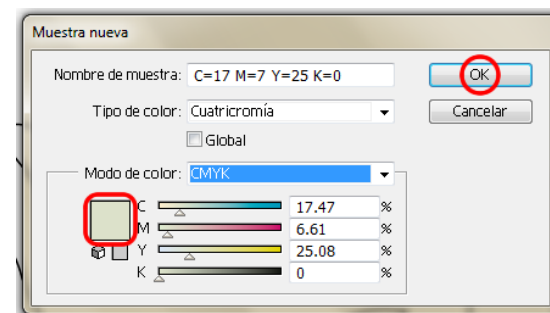 Muestra nueva
Nombre de muestra: C=17 M=7 Y=25 K=0 OK
Tipo de color: Cuatricromía Cancelar
Global
Modo de color: CMYK
C 17.47 %
M 6.61 %
Y 25.08 %
K 0 %